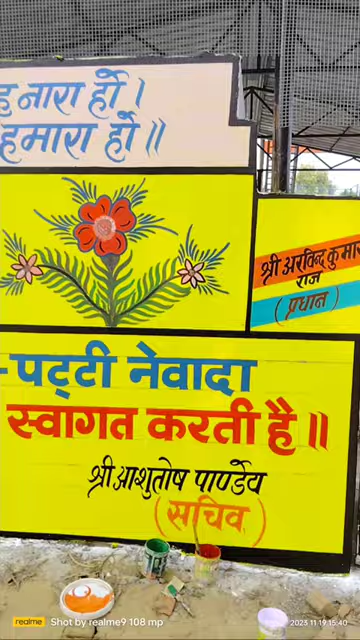 नारा हो।
हमारा हो॥
श्री अरविन्द कुमार
राज
(प्रधान)
-पट्टी नेवादा
स्वागत करती है॥
श्री आशुतोष पाण्डेय
(सचिव)
realme Shot by realme9 108 mp
2023.11.19 15:40